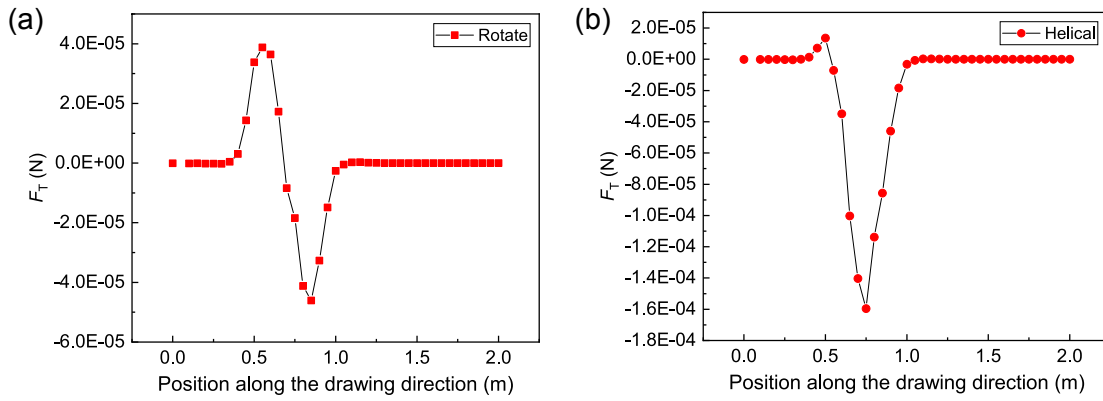 (a)
Rotate
4.0E-05
2.0E-05
0.0E+00
-2.0E-05
-4.0E-05
-6.0E-05
F_T (N)
0.0 0.5 1.0 1.5 2.0
Position along the drawing direction (m)
(b)
Helical
2.0E-05
0.0E+00
-2.0E-05
-4.0E-05
-6.0E-05
-8.0E-05
-1.0E-04
-1.2E-04
-1.4E-04
-1.6E-04
-1.8E-04
F_T (N)
0.0 0.5 1.0 1.5 2.0
Position along the drawing direction (m)